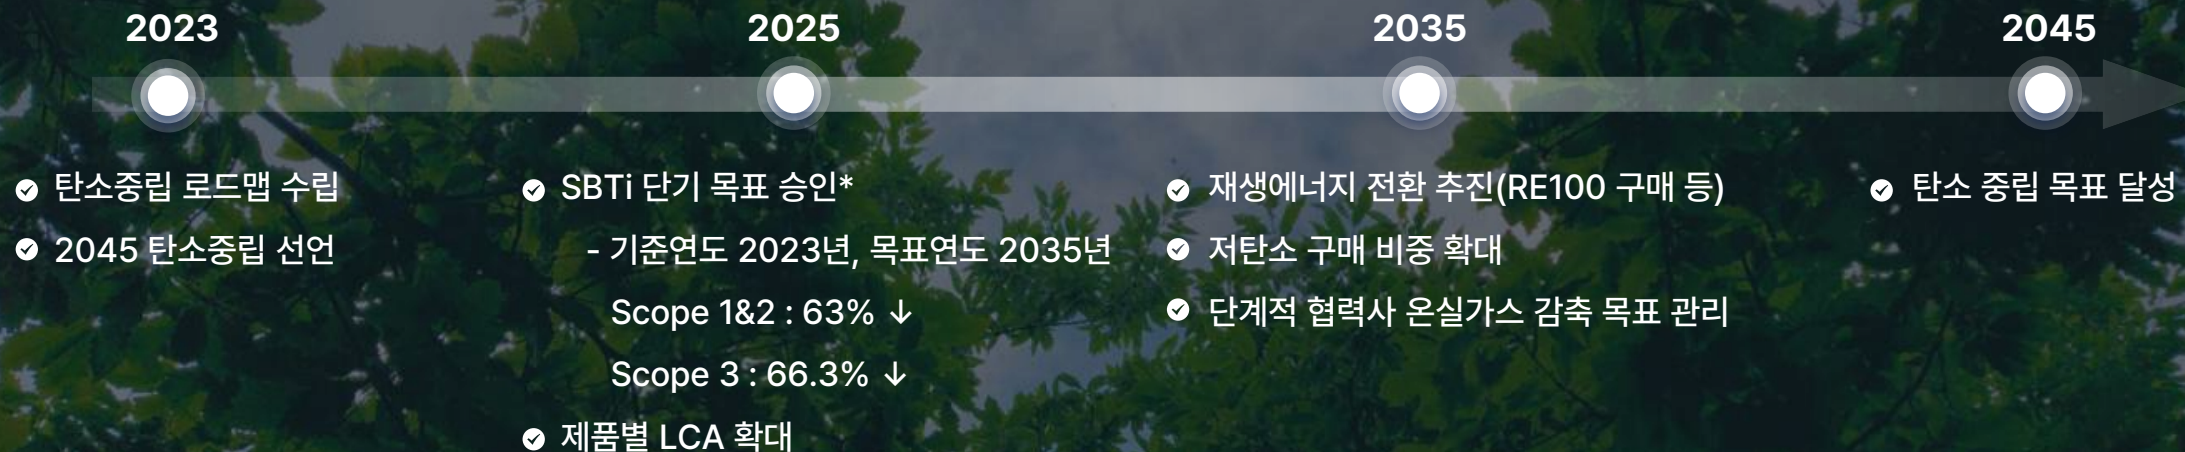 2023
탄소중립 로드맵 수립
2045 탄소중립 선언
2025
SBTi 단기 목표 승인*
- 기준연도 2023년, 목표연도 2035년
Scope 1&2 : 63% ↓
Scope 3 : 66.3% ↓
제품별 LCA 확대
2035
재생에너지 전환 추진(RE100 구매 등)
저탄소 구매 비중 확대
단계적 협력사 온실가스 감축 목표 관리
2045
탄소 중립 목표 달성